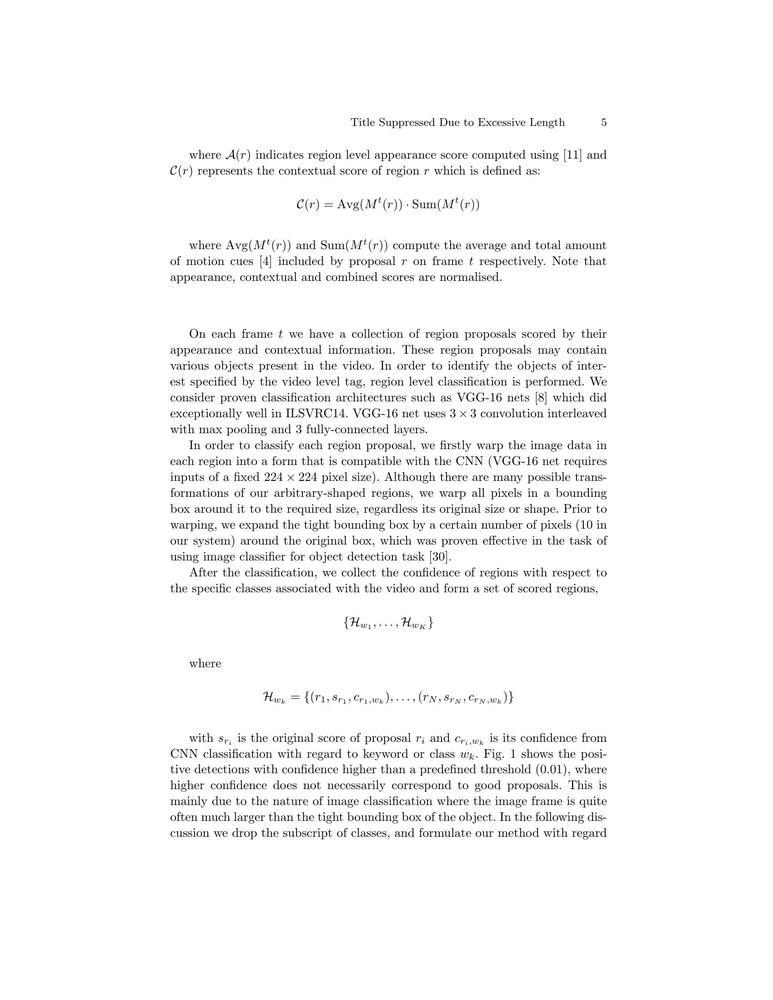 Title Suppressed Due to Excessive Length 5
where 𝒜(r) indicates region level appearance score computed using [11] and
𝒞(r) represents the contextual score of region r which is defined as:
𝒞(r) = Avg(Mᵗ(r)) · Sum(Mᵗ(r))
where Avg(Mᵗ(r)) and Sum(Mᵗ(r)) compute the average and total amount
of motion cues [4] included by proposal r on frame t respectively. Note that
appearance, contextual and combined scores are normalised.
On each frame t we have a collection of region proposals scored by their
appearance and contextual information. These region proposals may contain
various objects present in the video. In order to identify the objects of inter-
est specified by the video level tag, region level classification is performed. We
consider proven classification architectures such as VGG-16 nets [8] which did
exceptionally well in ILSVRC14. VGG-16 net uses 3 × 3 convolution interleaved
with max pooling and 3 fully-connected layers.
In order to classify each region proposal, we firstly warp the image data in
each region into a form that is compatible with the CNN (VGG-16 net requires
inputs of a fixed 224 × 224 pixel size). Although there are many possible trans-
formations of our arbitrary-shaped regions, we warp all pixels in a bounding
box around it to the required size, regardless its original size or shape. Prior to
warping, we expand the tight bounding box by a certain number of pixels (10 in
our system) around the original box, which was proven effective in the task of
using image classifier for object detection task [30].
After the classification, we collect the confidence of regions with respect to
the specific classes associated with the video and form a set of scored regions,
{ℋ_{w_1}, . . . , ℋ_{w_K}}
where
ℋ_{w_k} = {(r_1, s_{r_1}, c_{r_1,w_k}), . . . , (r_N, s_{r_N}, c_{r_N,w_k})}
with s_{r_i} is the original score of proposal r_i and c_{r_i,w_k} is its confidence from
CNN classification with regard to keyword or class w_k. Fig. 1 shows the posi-
tive detections with confidence higher than a predefined threshold (0.01), where
higher confidence does not necessarily correspond to good proposals. This is
mainly due to the nature of image classification where the image frame is quite
often much larger than the tight bounding box of the object. In the following dis-
cussion we drop the subscript of classes, and formulate our method with regard